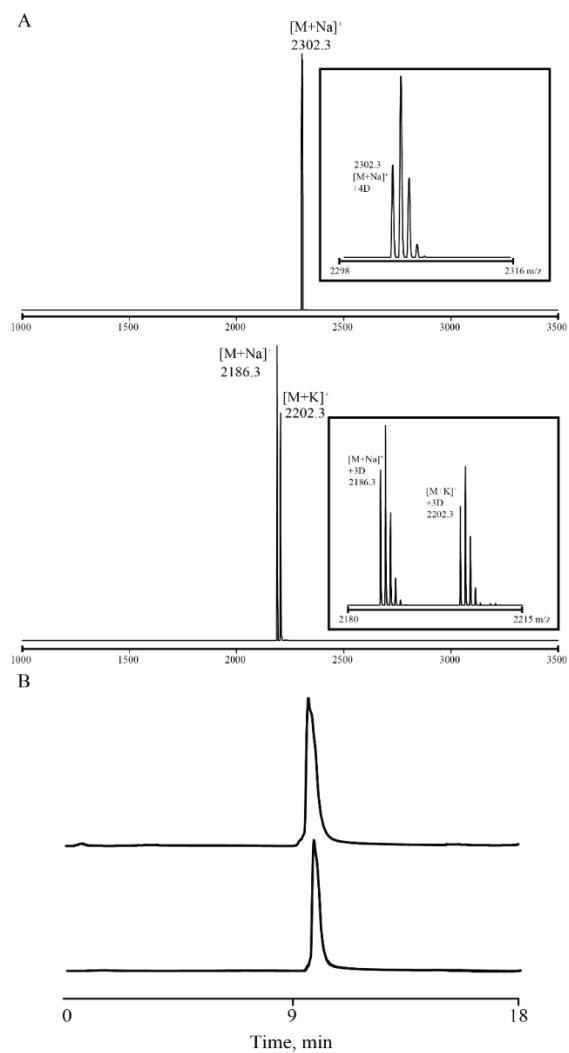 A
[M+Na]⁺
2302.3
2302.3
[M+Na]⁺
+4D
2298
2316 m/z
1000
1500
2000
2500
3000
3500
[M+Na]⁺
2186.3
[M+K]⁺
2202.3
[M+Na]⁺
+3D
2186.3
[M+K]⁺
+3D
2202.3
2180
2215 m/z
1000
1500
2000
2500
3000
3500
B
0
9
18
Time, min